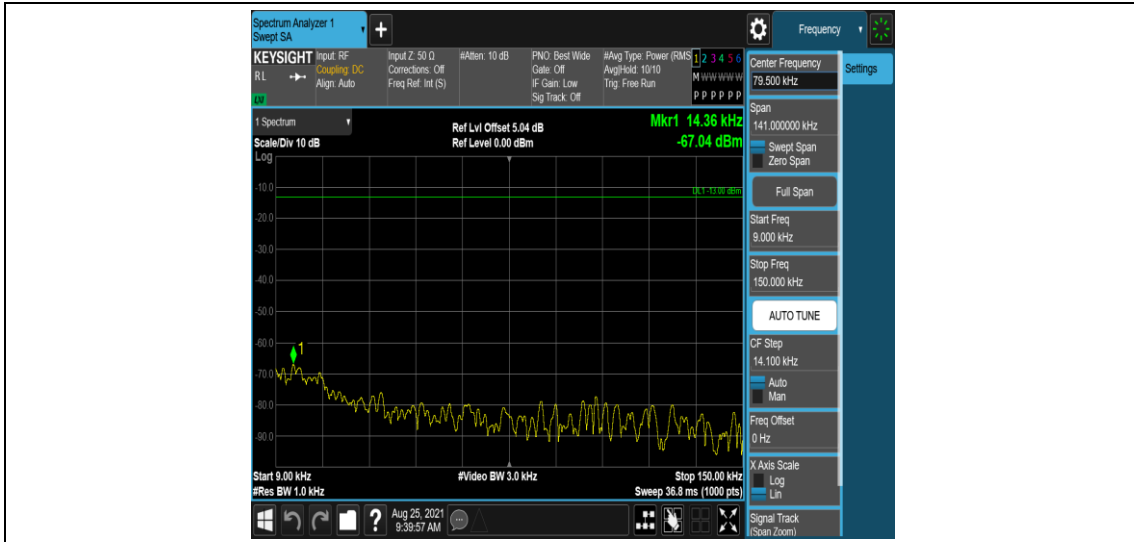 Spectrum Analyzer 1
Swept SA
+
Frequency
KEYSIGHT
Input: RF
Input Z: 50 Ω
#Atten: 10 dB
PNO: Best Wide
#Avg Type: Power (RMS
1 2 3 4 5 6
R L
Coupling: DC
Corrections: Off
Gate: Off
Avg|Hold: 10/10
M W W W W W
Align: Auto
Freq Ref: Int (S)
IF Gain: Low
Trig: Free Run
Sig Track: Off
P P P P P P
Center Frequency
79.500 kHz
Settings
Span
141.000000 kHz
Swept Span
Zero Span
Full Span
Start Freq
9.000 kHz
Stop Freq
150.000 kHz
AUTO TUNE
CF Step
14.100 kHz
Auto
Man
Freq Offset
0 Hz
X Axis Scale
Log
Lin
Signal Track
(Span Zoom)
1 Spectrum
Ref Lvl Offset 5.04 dB
Mkr1 14.36 kHz
Scale/Div 10 dB
Ref Level 0.00 dBm
-67.04 dBm
Log
-10.0
DL1 -13.00 dBm
-20.0
-30.0
-40.0
-50.0
-60.0
1
-70.0
-80.0
-90.0
Start 9.00 kHz
#Video BW 3.0 kHz
Stop 150.00 kHz
#Res BW 1.0 kHz
Sweep 36.8 ms (1000 pts)
?
Aug 25, 2021
9:39:57 AM